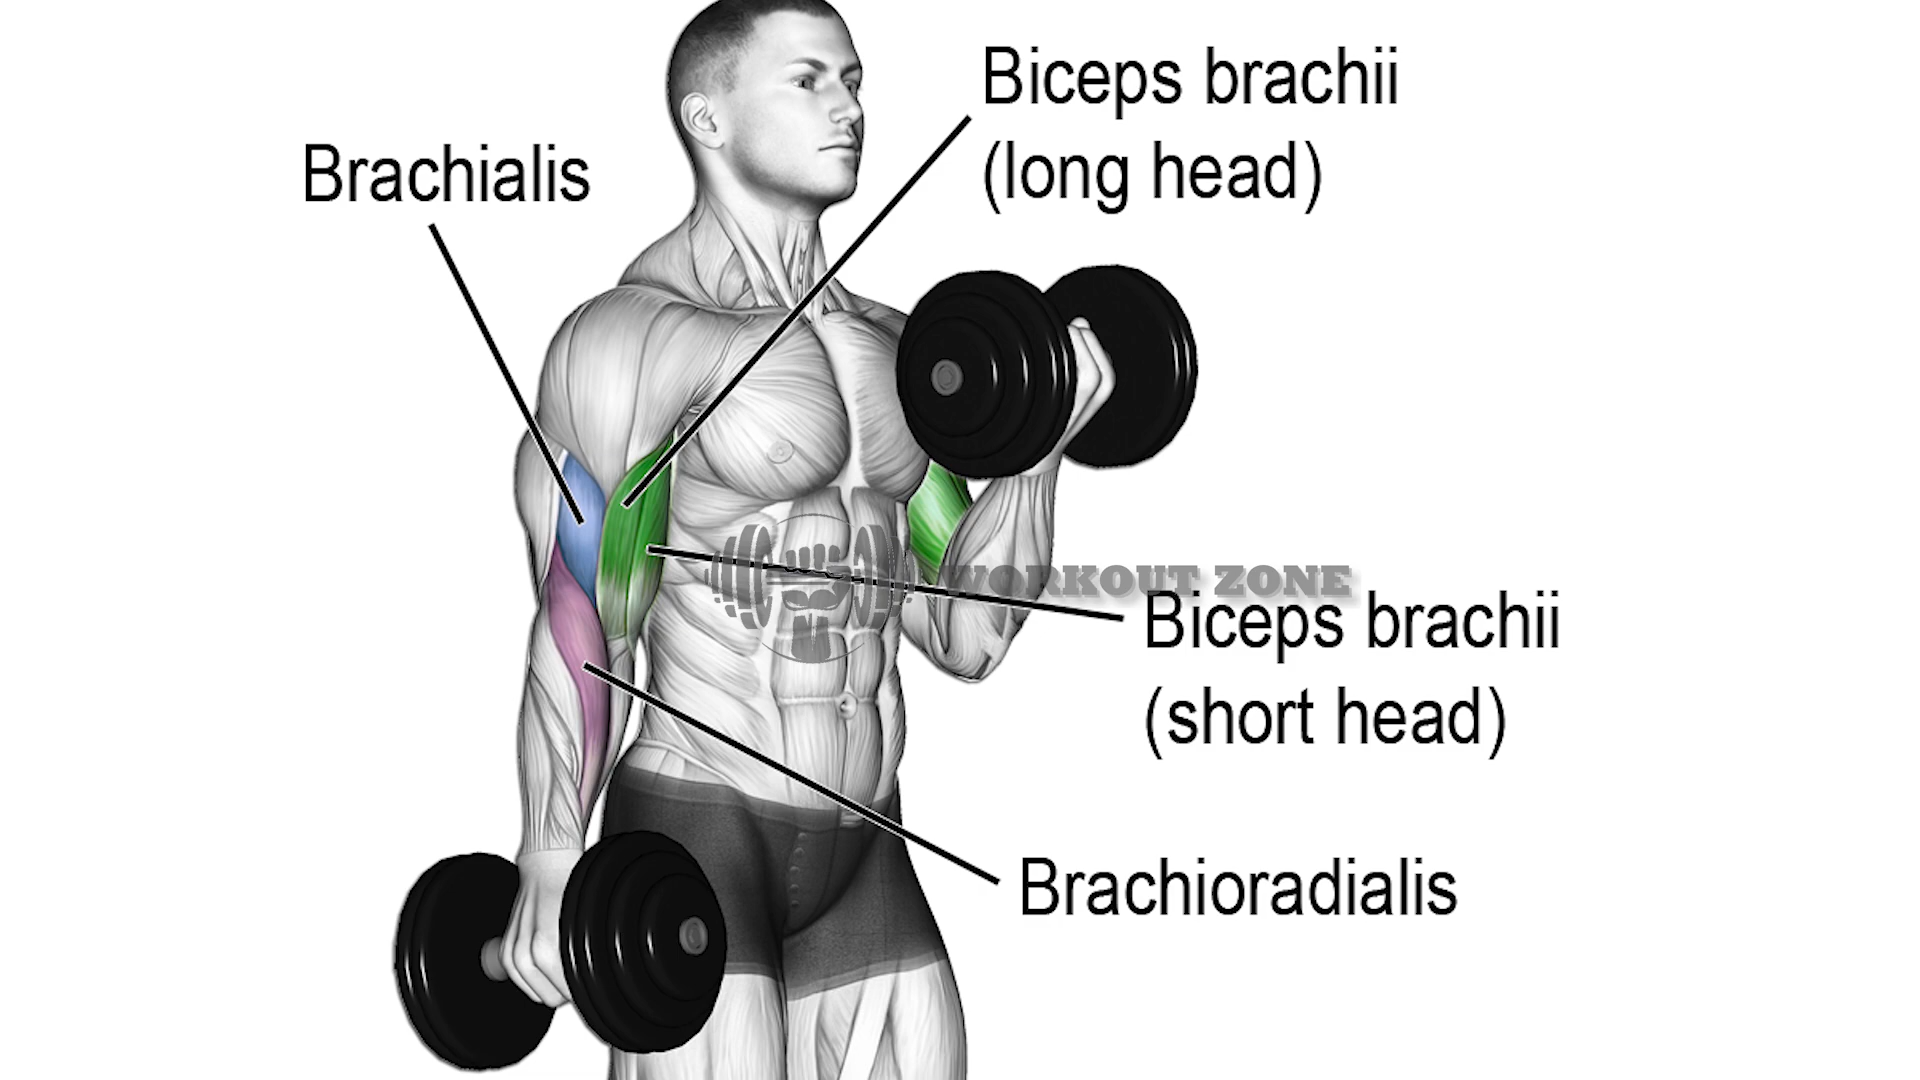 Biceps brachii
(long head)
Brachialis
WORKOUT ZONE
Biceps brachii
(short head)
Brachioradialis